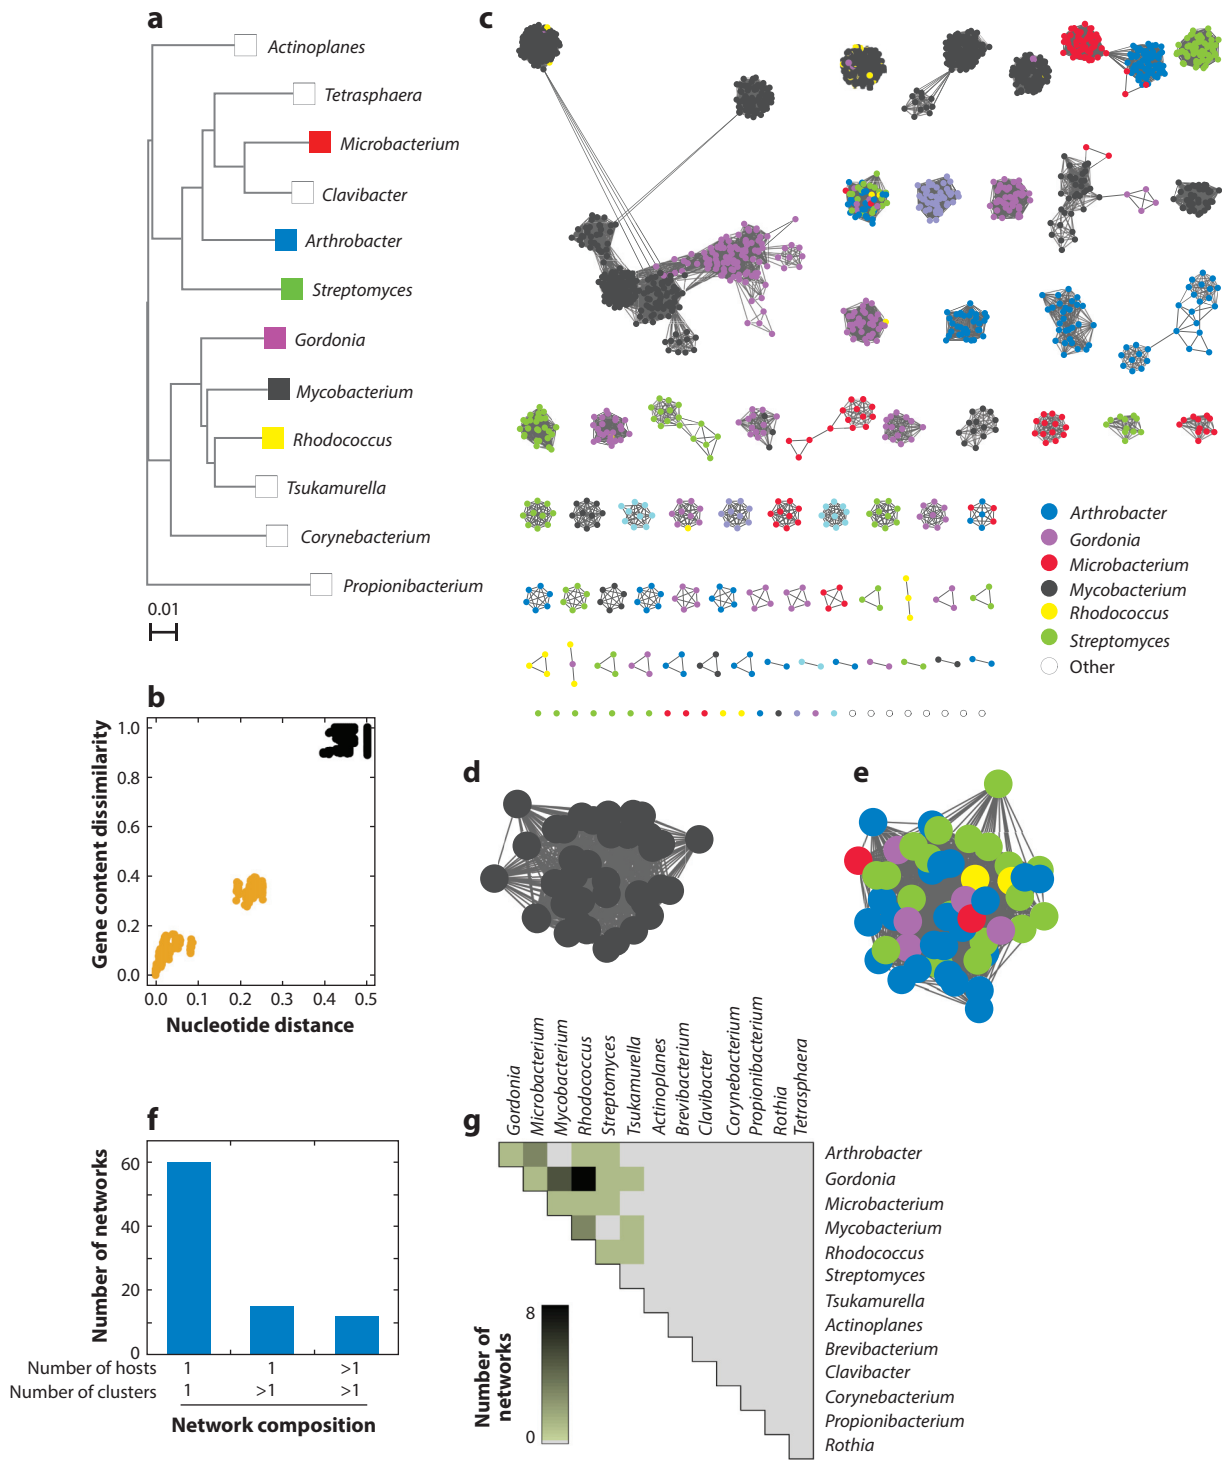 a
Actinoplanes
Tetrasphaera
Microbacterium
Clavibacter
Arthrobacter
Streptomyces
Gordonia
Mycobacterium
Rhodococcus
Tsukamurella
Corynebacterium
Propionibacterium
0.01
b
Gene content dissimilarity
1.0
0.8
0.6
0.4
0.2
0.0
0.0 0.1 0.2 0.3 0.4 0.5
Nucleotide distance
c
Arthrobacter
Gordonia
Microbacterium
Mycobacterium
Rhodococcus
Streptomyces
Other
d
e
f
Number of networks
60
40
20
0
Number of hosts 1 1 >1
Number of clusters 1 >1 >1
Network composition
g
Gordonia
Microbacterium
Mycobacterium
Rhodococcus
Streptomyces
Tsukamurella
Actinoplanes
Brevibacterium
Clavibacter
Corynebacterium
Propionibacterium
Rothia
Tetrasphaera
Arthrobacter
Gordonia
Microbacterium
Mycobacterium
Rhodococcus
Streptomyces
Tsukamurella
Actinoplanes
Brevibacterium
Clavibacter
Corynebacterium
Propionibacterium
Rothia
Number of
networks
8
0